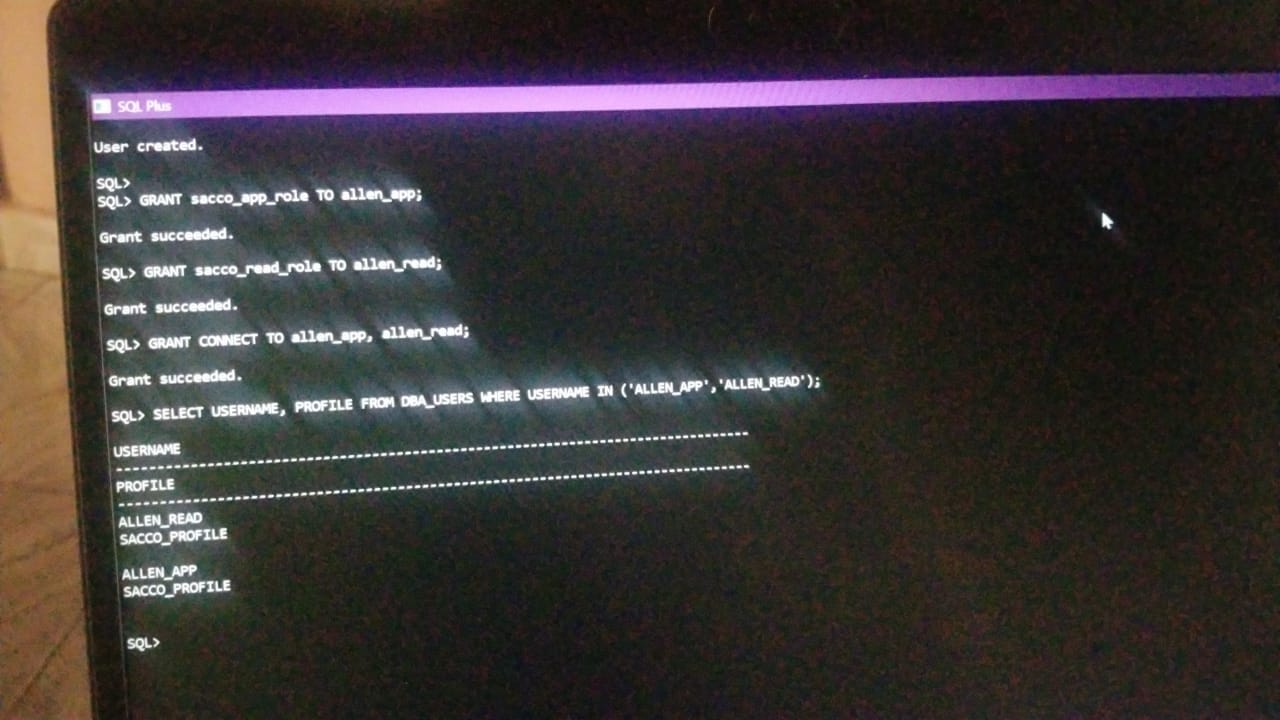 SQL Plus
User created.
SQL>
SQL> GRANT sacco_app_role TO allen_app;
Grant succeeded.
SQL> GRANT sacco_read_role TO allen_read;
Grant succeeded.
SQL> GRANT CONNECT TO allen_app, allen_read;
Grant succeeded.
SQL> SELECT USERNAME, PROFILE FROM DBA_USERS WHERE USERNAME IN ('ALLEN_APP','ALLEN_READ');
USERNAME
--------------------------------------------------------------------------------
PROFILE
--------------------------------------------------------------------------------
ALLEN_READ
SACCO_PROFILE
ALLEN_APP
SACCO_PROFILE
SQL>